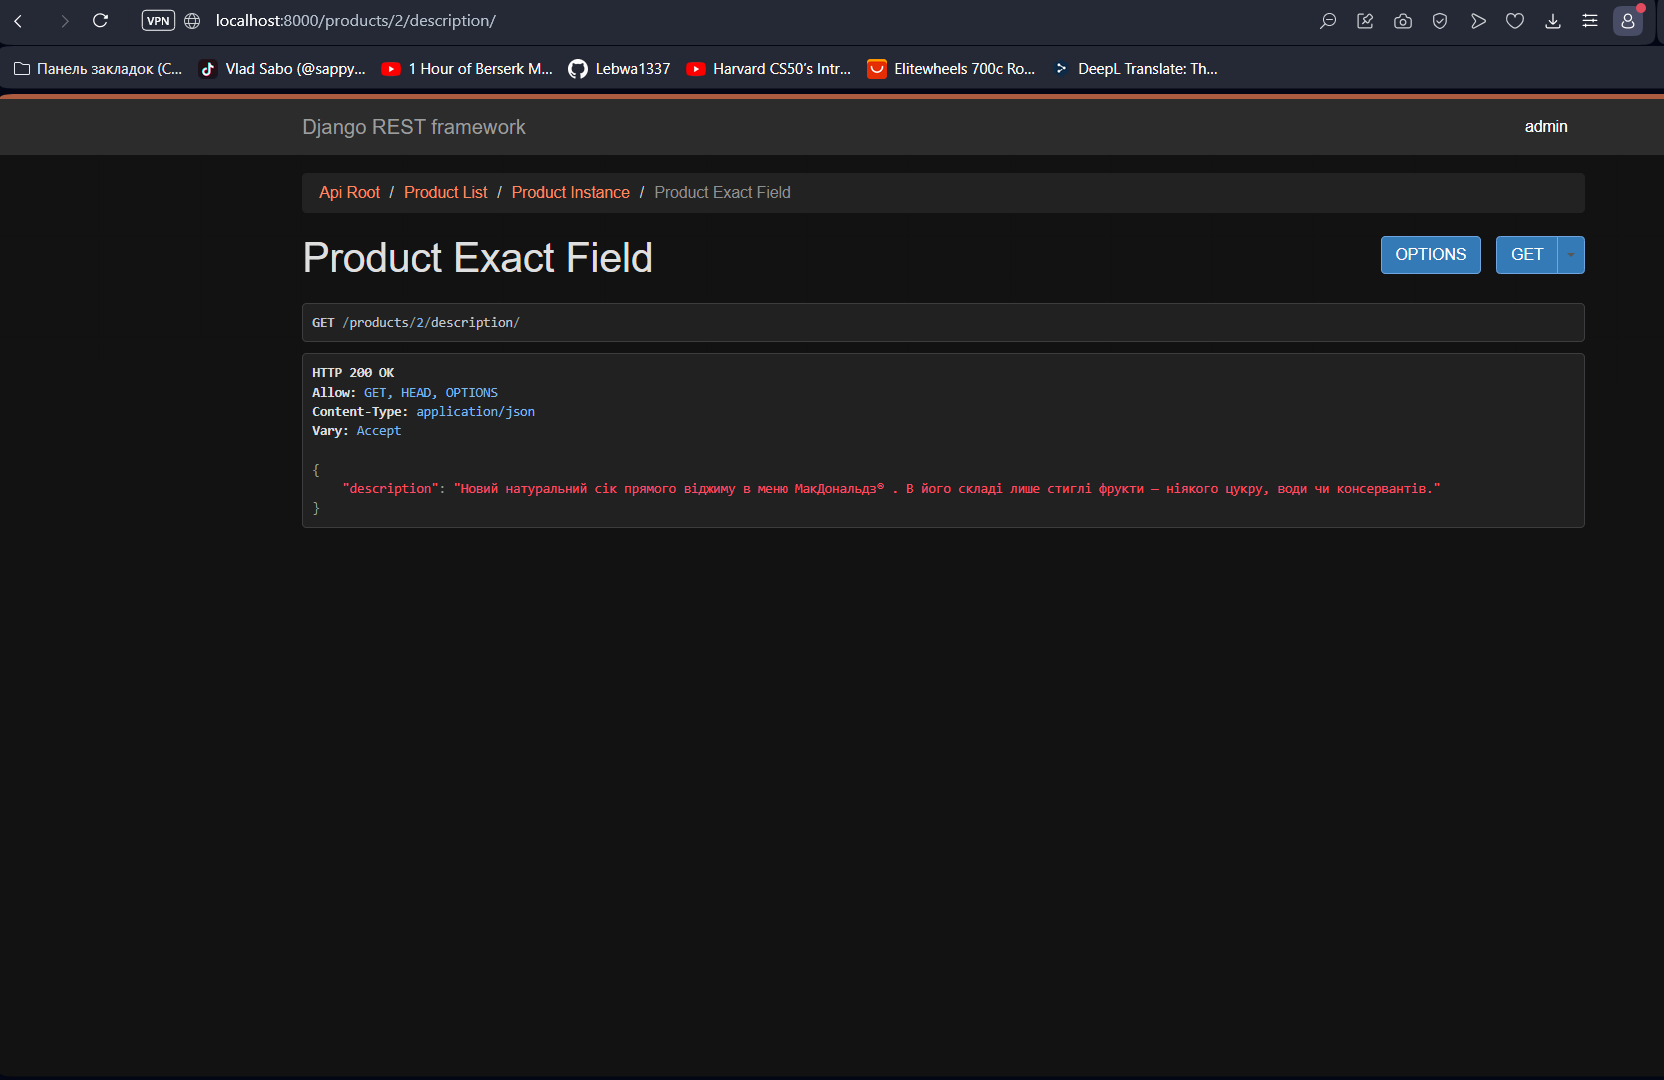 VPN localhost:8000/products/2/description/
Панель закладок (С... Vlad Sabo (@sappy... 1 Hour of Berserk M... Lebwa1337 Harvard CS50's Intr... Elitewheels 700c Ro... DeepL Translate: Th...
Django REST framework admin
Api Root / Product List / Product Instance / Product Exact Field
Product Exact Field OPTIONS GET
GET /products/2/description/
HTTP 200 OK
Allow: GET, HEAD, OPTIONS
Content-Type: application/json
Vary: Accept
{
"description": "Новий натуральний сік прямого віджиму в меню МакДональдз® . В його складі лише стиглі фрукти – ніякого цукру, води чи консервантів."
}